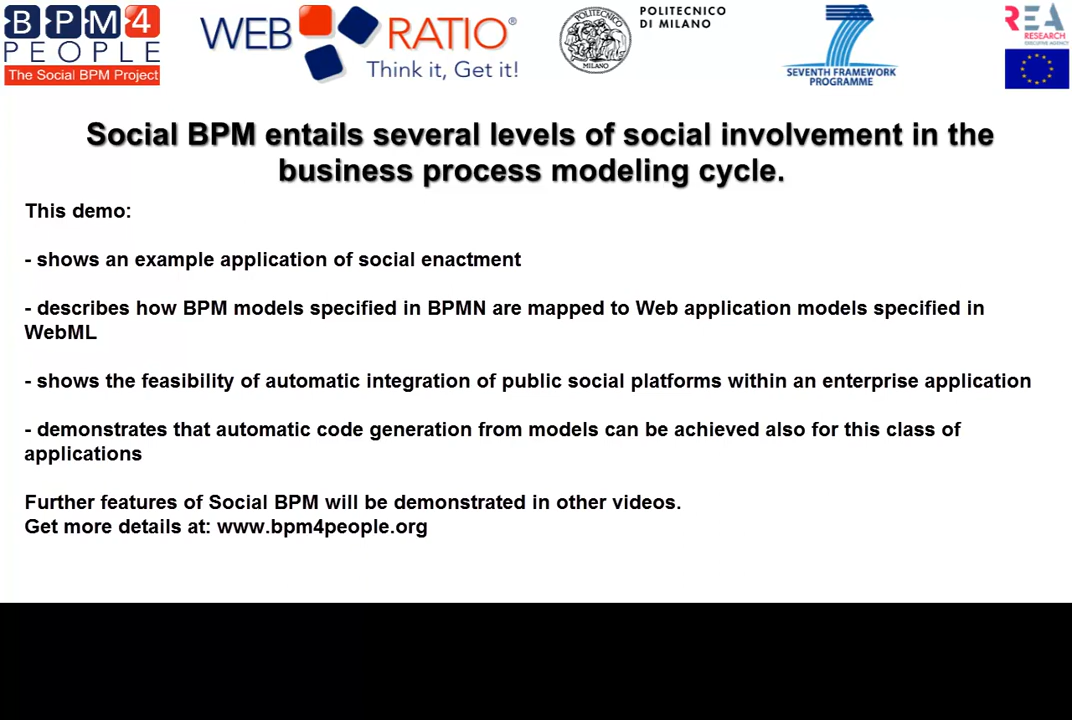 BPM4
PEOPLE
The Social BPM Project
WEB RATIO®
Think it, Get it!
POLITECNICO
MILANO
POLITECNICO
DI MILANO
7
SEVENTH FRAMEWORK
PROGRAMME
REA
RESEARCH
EXECUTIVE AGENCY
Social BPM entails several levels of social involvement in the
business process modeling cycle.
This demo:
- shows an example application of social enactment
- describes how BPM models specified in BPMN are mapped to Web application models specified in
WebML
- shows the feasibility of automatic integration of public social platforms within an enterprise application
- demonstrates that automatic code generation from models can be achieved also for this class of
applications
Further features of Social BPM will be demonstrated in other videos.
Get more details at: www.bpm4people.org